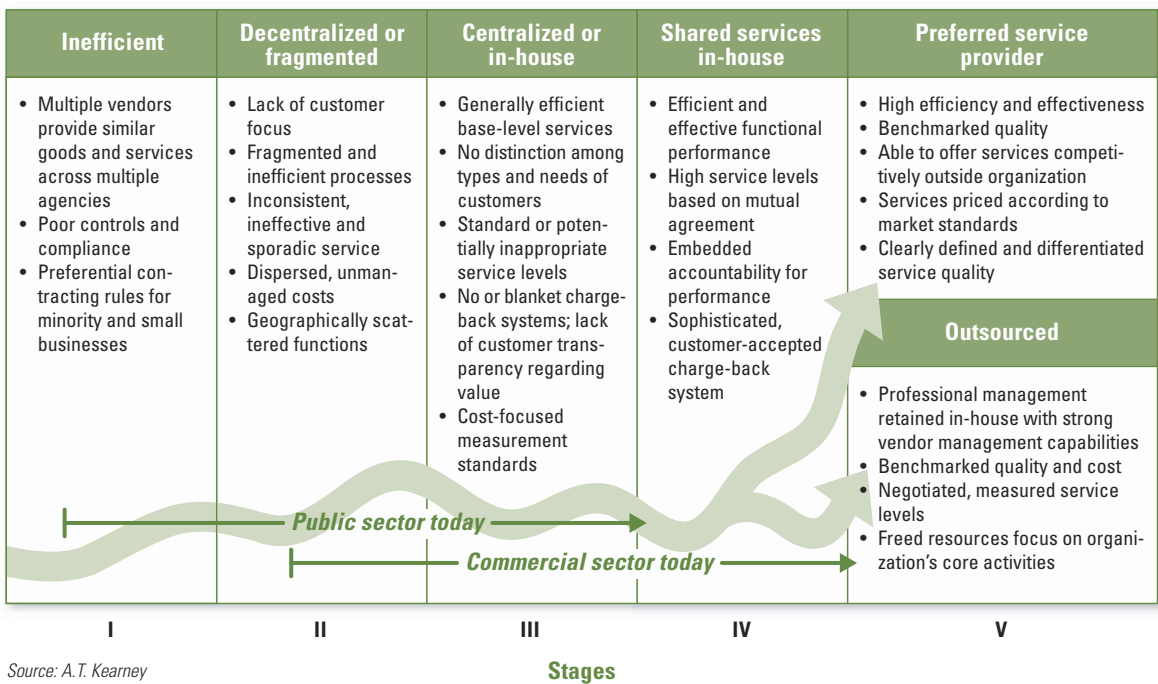 Inefficient
Multiple vendors
provide similar
goods and services
across multiple
agencies
Poor controls and
compliance
Preferential con-
tracting rules for
minority and small
businesses
Decentralized or
fragmented
Lack of customer
focus
Fragmented and
inefficient processes
Inconsistent,
ineffective and
sporadic service
Dispersed, unman-
aged costs
Geographically scat-
tered functions
Centralized or
in-house
Generally efficient
base-level services
No distinction among
types and needs of
customers
Standard or poten-
tially inappropriate
service levels
No or blanket charge-
back systems; lack
of customer trans-
parency regarding
value
Cost-focused
measurement
standards
Shared services
in-house
Efficient and
effective functional
performance
High service levels
based on mutual
agreement
Embedded
accountability for
performance
Sophisticated,
customer-accepted
charge-back
system
Preferred service
provider
High efficiency and effectiveness
Benchmarked quality
Able to offer services competi-
tively outside organization
Services priced according to
market standards
Clearly defined and differentiated
service quality
Outsourced
Professional management
retained in-house with strong
vendor management capabilities
Benchmarked quality and cost
Negotiated, measured service
levels
Freed resources focus on organi-
zation's core activities
Public sector today
Commercial sector today
I
II
III
IV
V
Source: A.T. Kearney
Stages